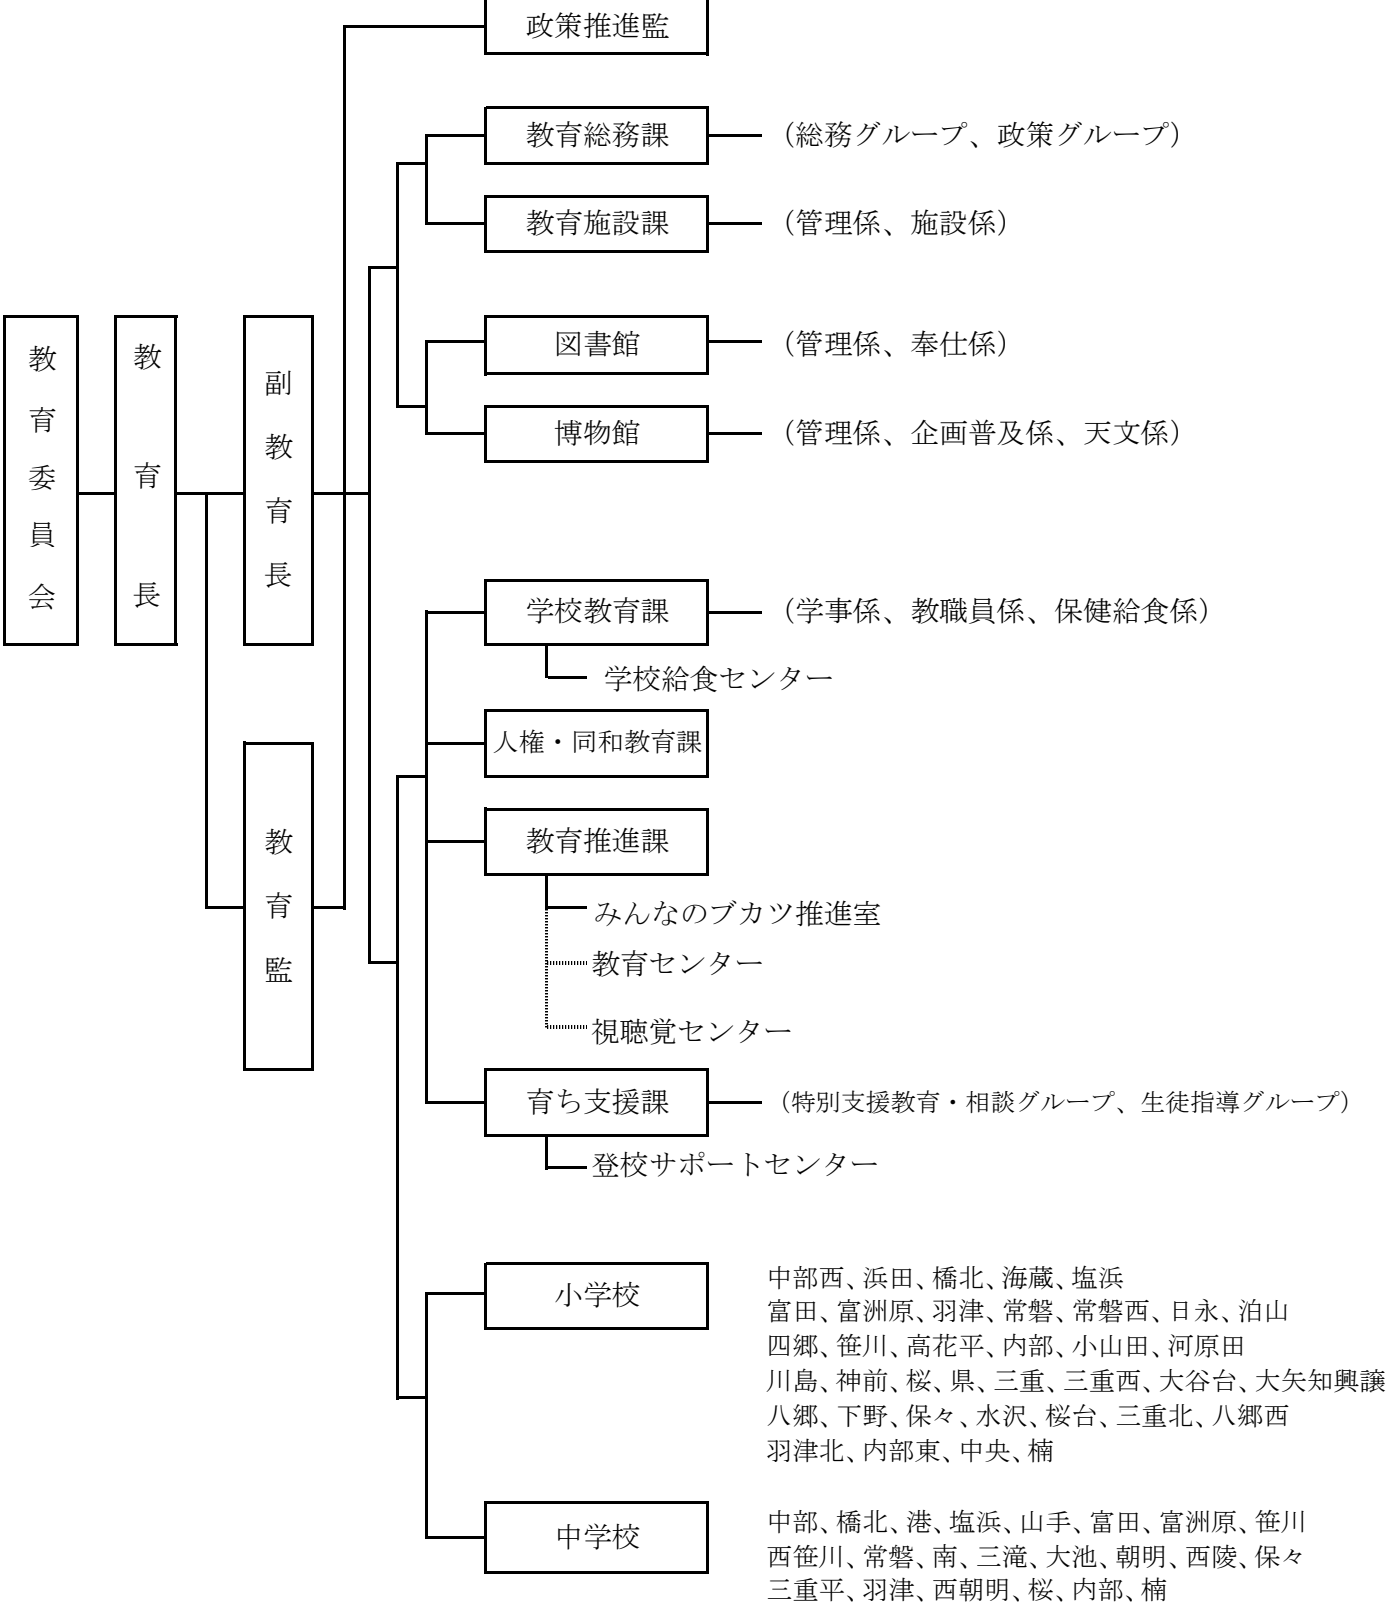 政策推進監
教育総務課
（総務グループ、政策グループ）
教育施設課
（管理係、施設係）
図書館
（管理係、奉仕係）
博物館
（管理係、企画普及係、天文係）
教育委員会
教育長
副教育長
教育監
学校教育課
（学事係、教職員係、保健給食係）
学校給食センター
人権・同和教育課
教育推進課
みんなのブカツ推進室
教育センター
視聴覚センター
育ち支援課
（特別支援教育・相談グループ、生徒指導グループ）
登校サポートセンター
小学校
中部西、浜田、橋北、海蔵、塩浜
富田、富洲原、羽津、常磐、常磐西、日永、泊山
四郷、笹川、高花平、内部、小山田、河原田
川島、神前、桜、県、三重、三重西、大谷台、大矢知興譲
八郷、下野、保々、水沢、桜台、三重北、八郷西
羽津北、内部東、中央、楠
中学校
中部、橋北、港、塩浜、山手、富田、富洲原、笹川
西笹川、常磐、南、三滝、大池、朝明、西陵、保々
三重平、羽津、西朝明、桜、内部、楠